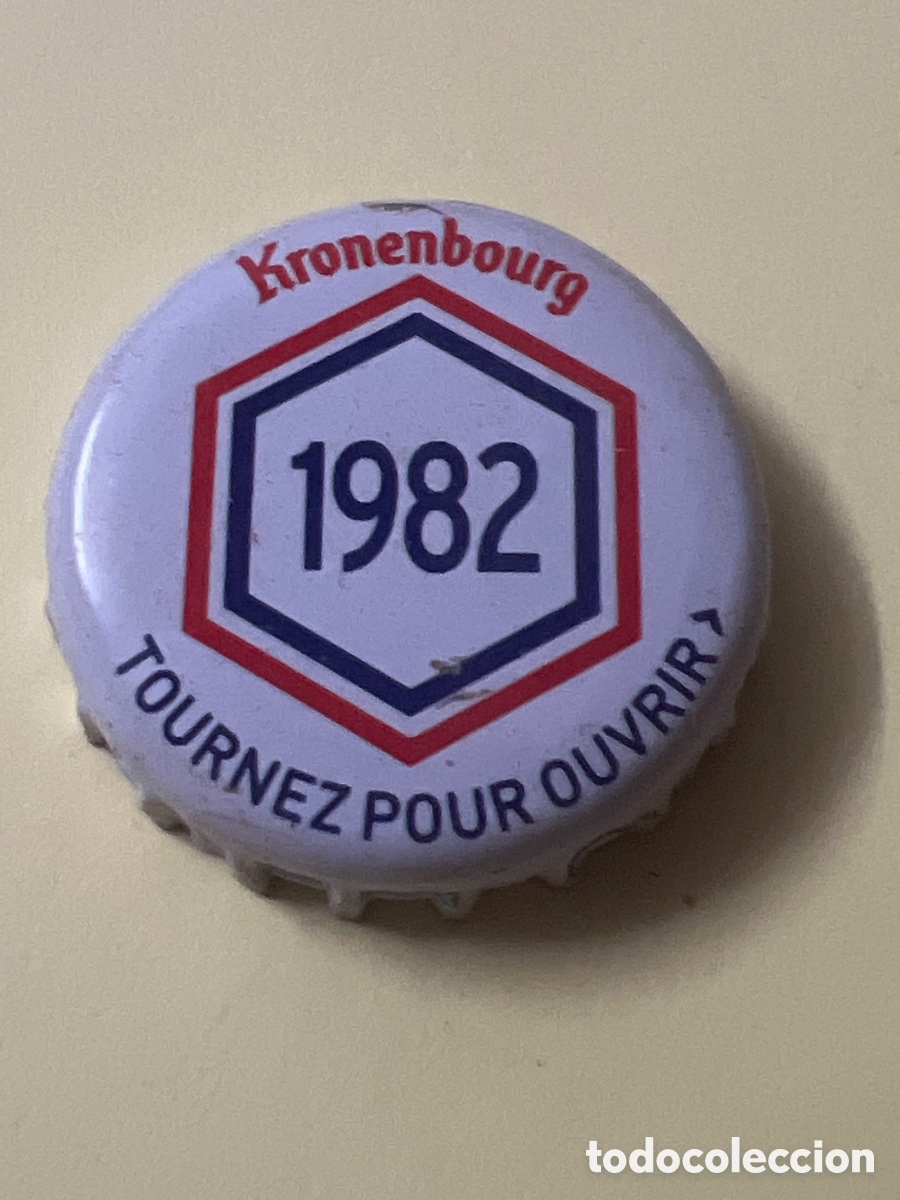 Kronenbourg
1982
TOURNEZ POUR OUVRIR >
todocoleccion